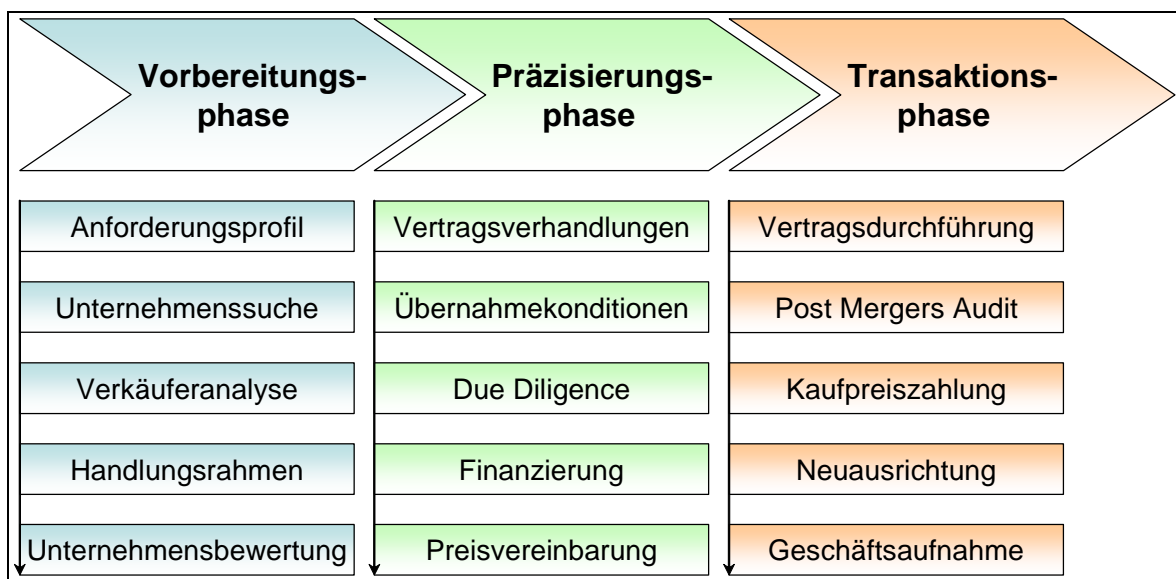 Vorbereitungs-
phase
Präzisierungs-
phase
Transaktions-
phase
Anforderungsprofil
Unternehmenssuche
Verkäuferanalyse
Handlungsrahmen
Unternehmensbewertung
Vertragsverhandlungen
Übernahmekonditionen
Due Diligence
Finanzierung
Preisvereinbarung
Vertragsdurchführung
Post Mergers Audit
Kaufpreiszahlung
Neuausrichtung
Geschäftsaufnahme